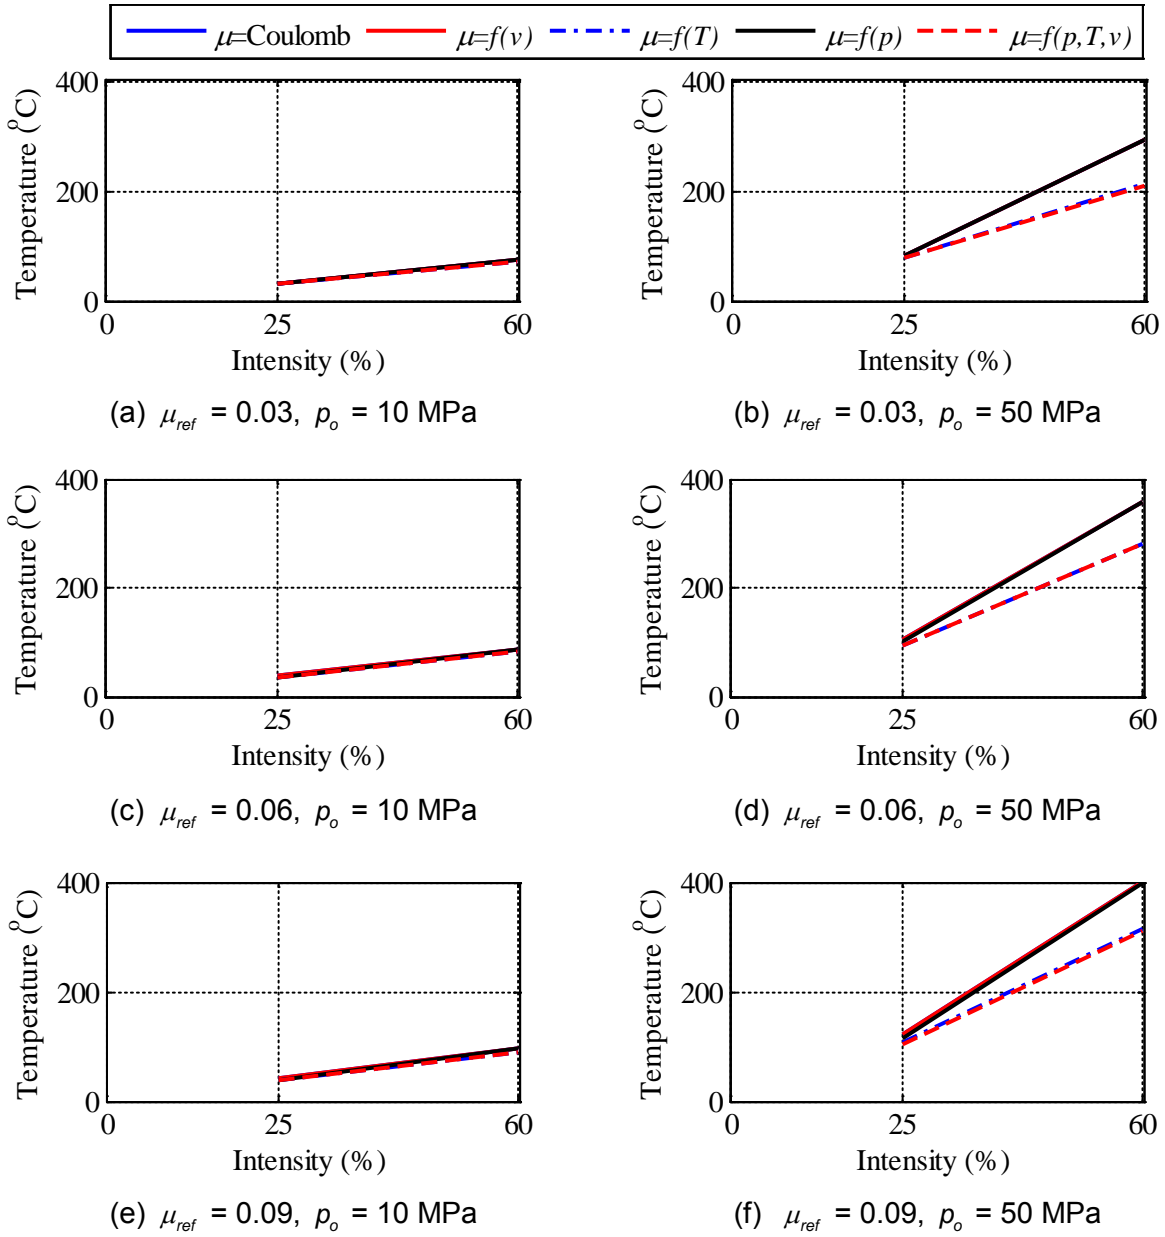 μ=Coulomb μ=f(v) μ=f(T) μ=f(p) μ=f(p,T,v)
400 400
200 200
0 0
0 25 60 0 25 60
Temperature (°C) Temperature (°C)
Intensity (%) Intensity (%)
(a) μref = 0.03, po = 10 MPa (b) μref = 0.03, po = 50 MPa
400 400
200 200
0 0
0 25 60 0 25 60
Temperature (°C) Temperature (°C)
Intensity (%) Intensity (%)
(c) μref = 0.06, po = 10 MPa (d) μref = 0.06, po = 50 MPa
400 400
200 200
0 0
0 25 60 0 25 60
Temperature (°C) Temperature (°C)
Intensity (%) Intensity (%)
(e) μref = 0.09, po = 10 MPa (f) μref = 0.09, po = 50 MPa